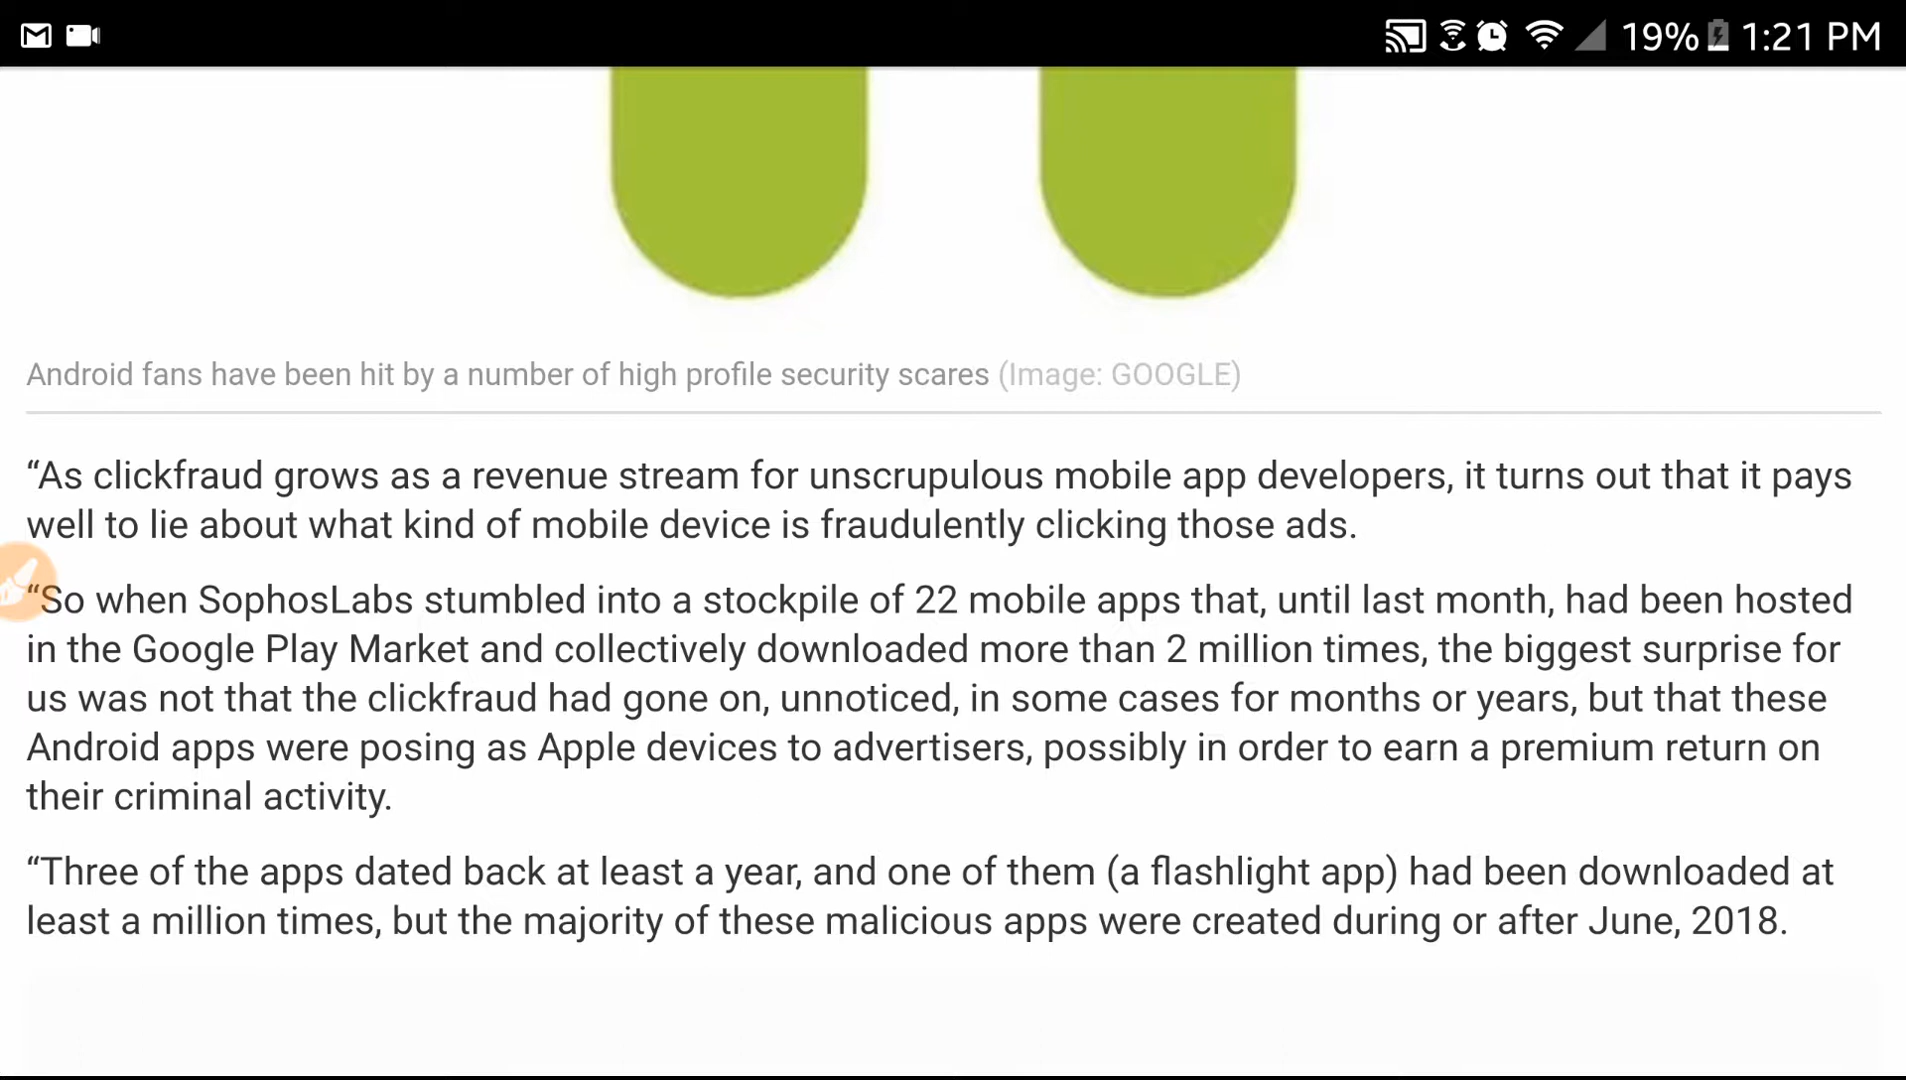 19% 1:21 PM
Android fans have been hit by a number of high profile security scares (Image: GOOGLE)
“As clickfraud grows as a revenue stream for unscrupulous mobile app developers, it turns out that it pays
well to lie about what kind of mobile device is fraudulently clicking those ads.
“So when SophosLabs stumbled into a stockpile of 22 mobile apps that, until last month, had been hosted
in the Google Play Market and collectively downloaded more than 2 million times, the biggest surprise for
us was not that the clickfraud had gone on, unnoticed, in some cases for months or years, but that these
Android apps were posing as Apple devices to advertisers, possibly in order to earn a premium return on
their criminal activity.
“Three of the apps dated back at least a year, and one of them (a flashlight app) had been downloaded at
least a million times, but the majority of these malicious apps were created during or after June, 2018.